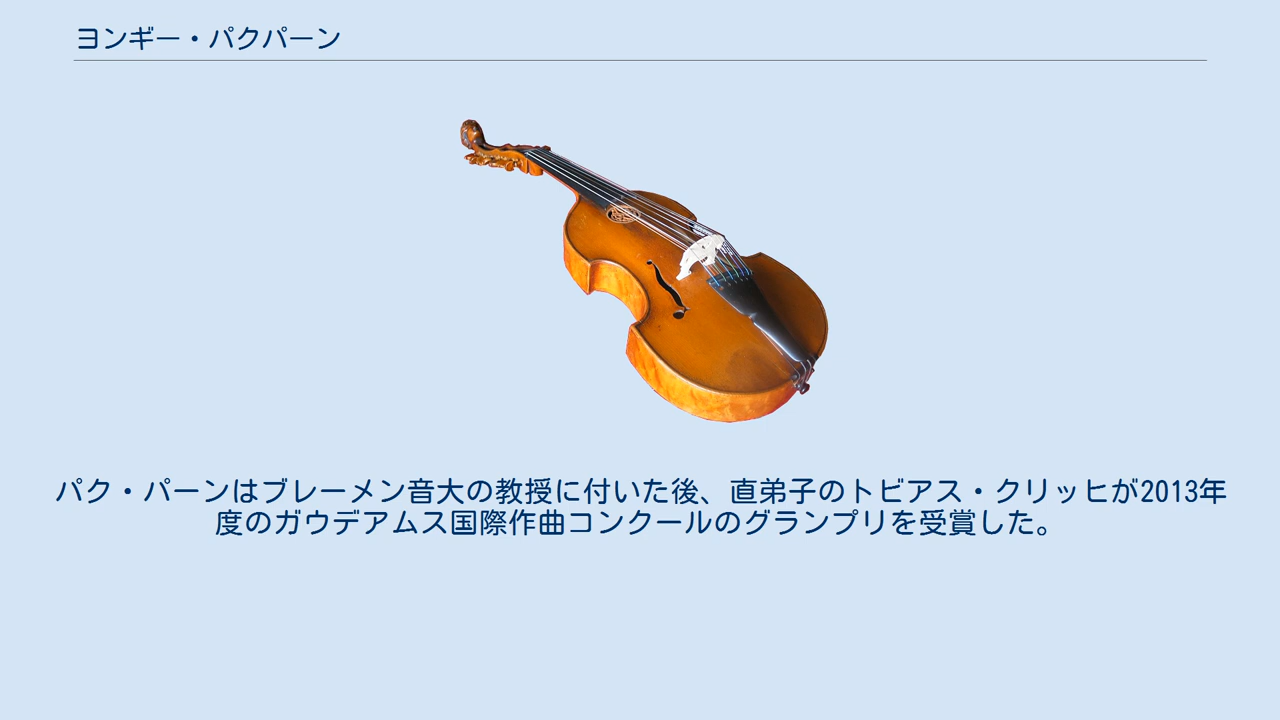 ヨンギー・パクパーン
パク・パーンはブレーメン音大の教授に付いた後、直弟子のトビアス・クリッヒが2013年
度のガウデアムス国際作曲コンクールのグランプリを受賞した。